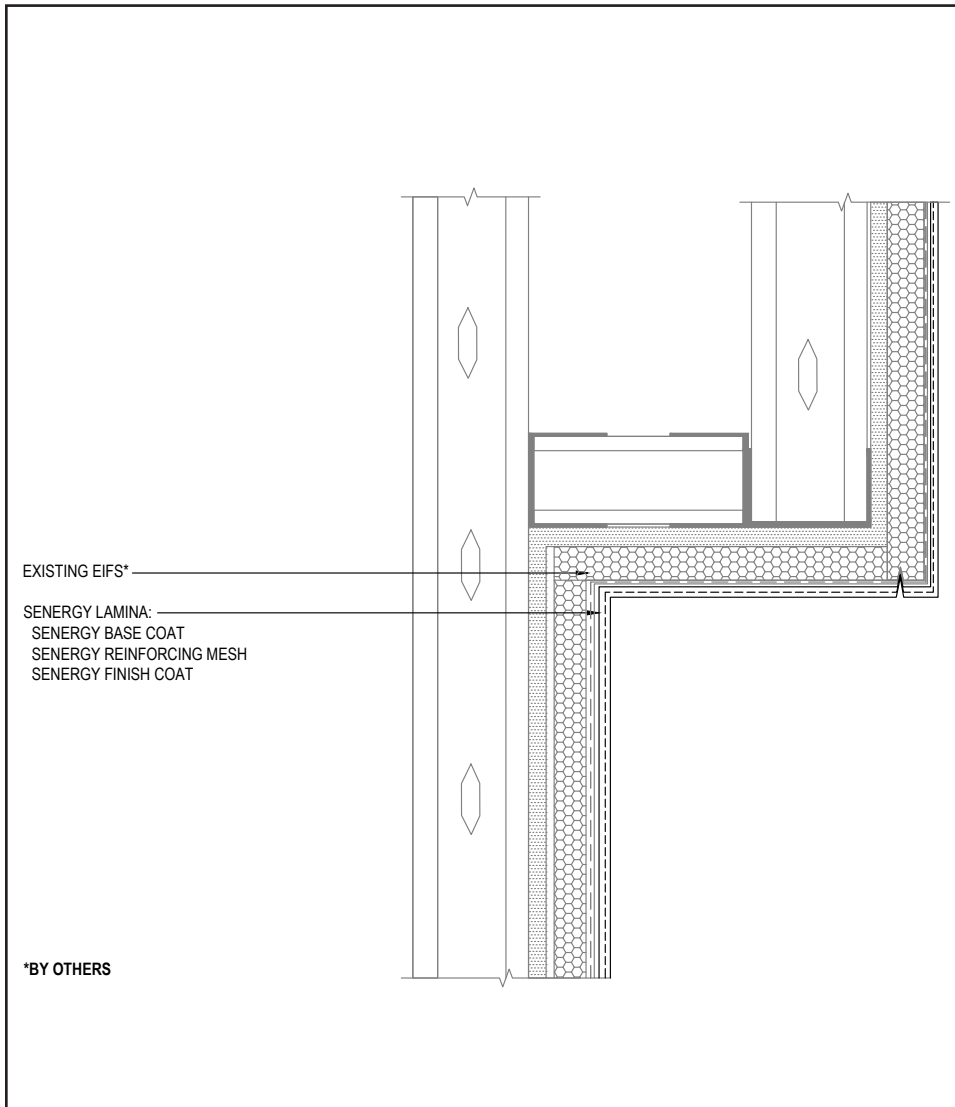 EXISTING EIFS*
SENERGY LAMINA:
SENERGY BASE COAT
SENERGY REINFORCING MESH
SENERGY FINISH COAT
*BY OTHERS